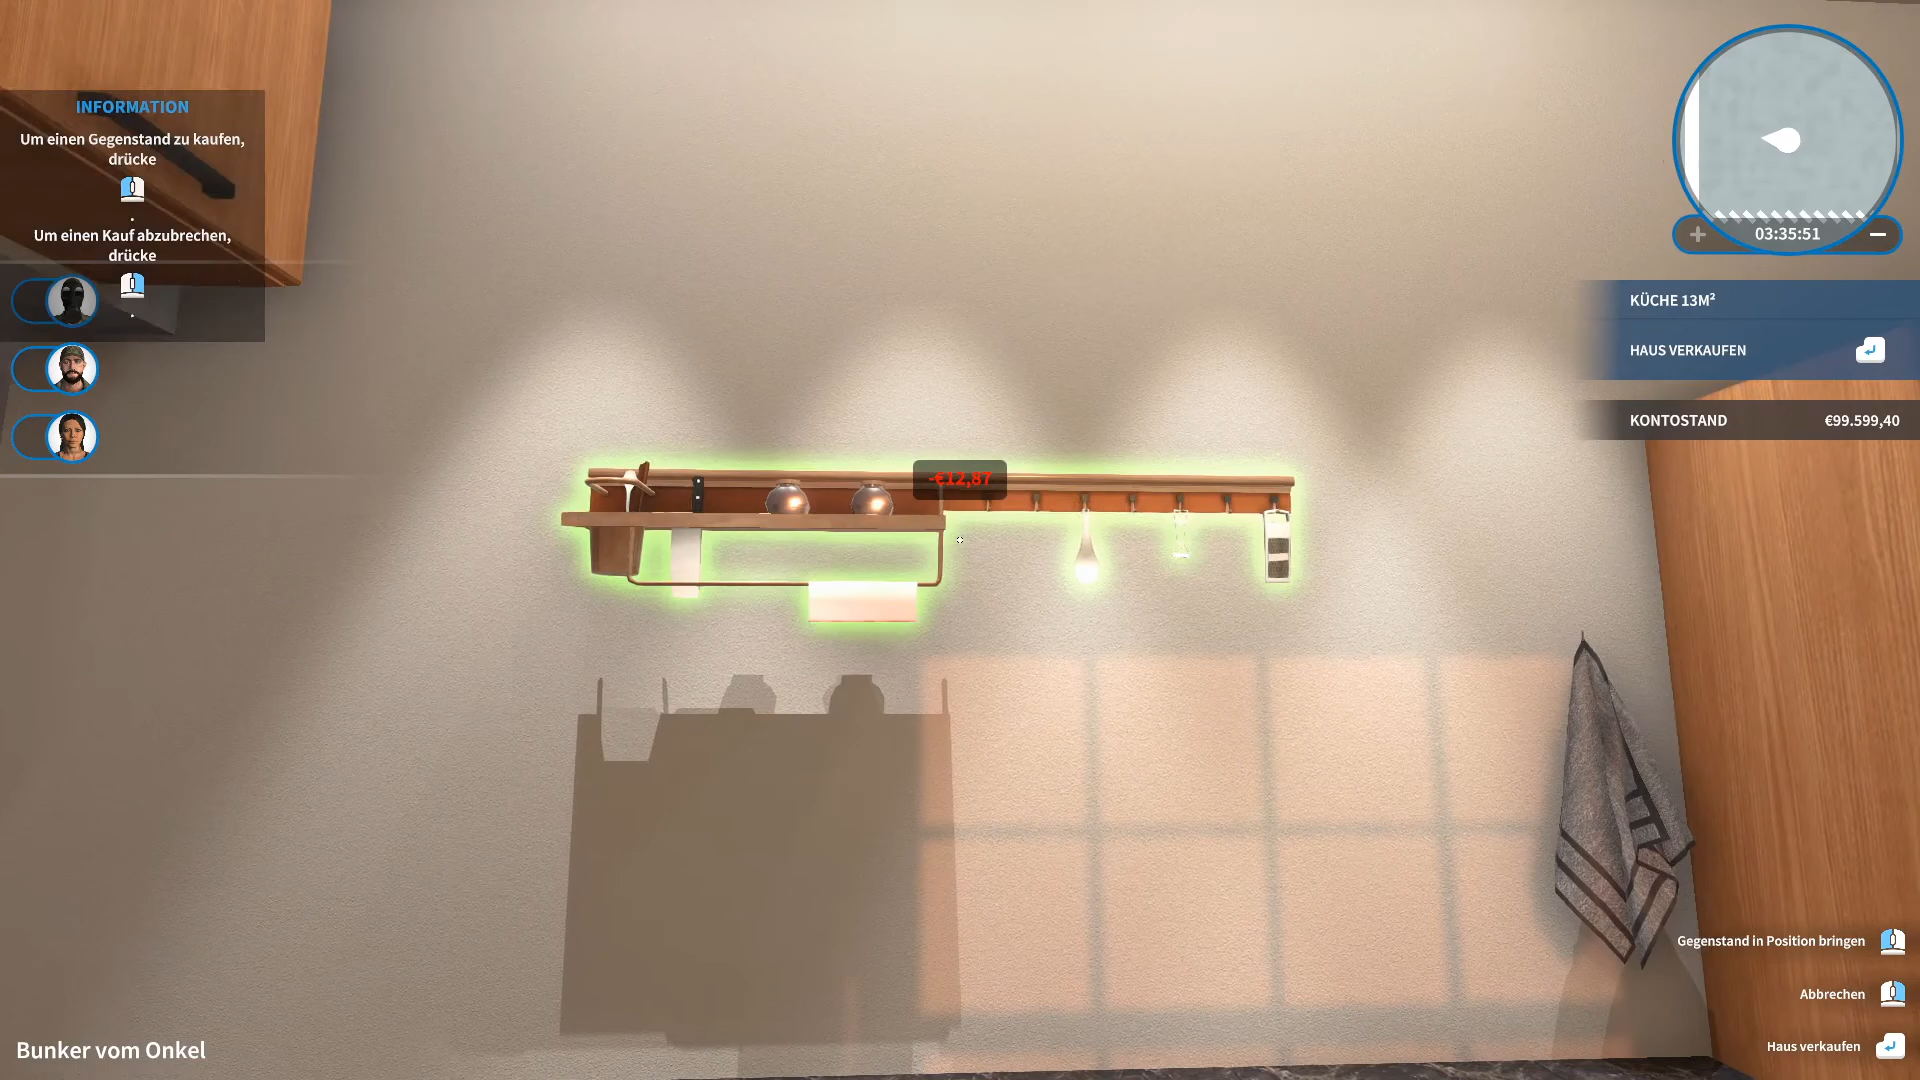 INFORMATION
Um einen Gegenstand zu kaufen,
drücke
.
Um einen Kauf abzubrechen,
drücke
.
03:35:51
KÜCHE 13M²
HAUS VERKAUFEN
KONTOSTAND €99.599,40
-€12,87
Gegenstand in Position bringen
Abbrechen
Haus verkaufen
Bunker vom Onkel